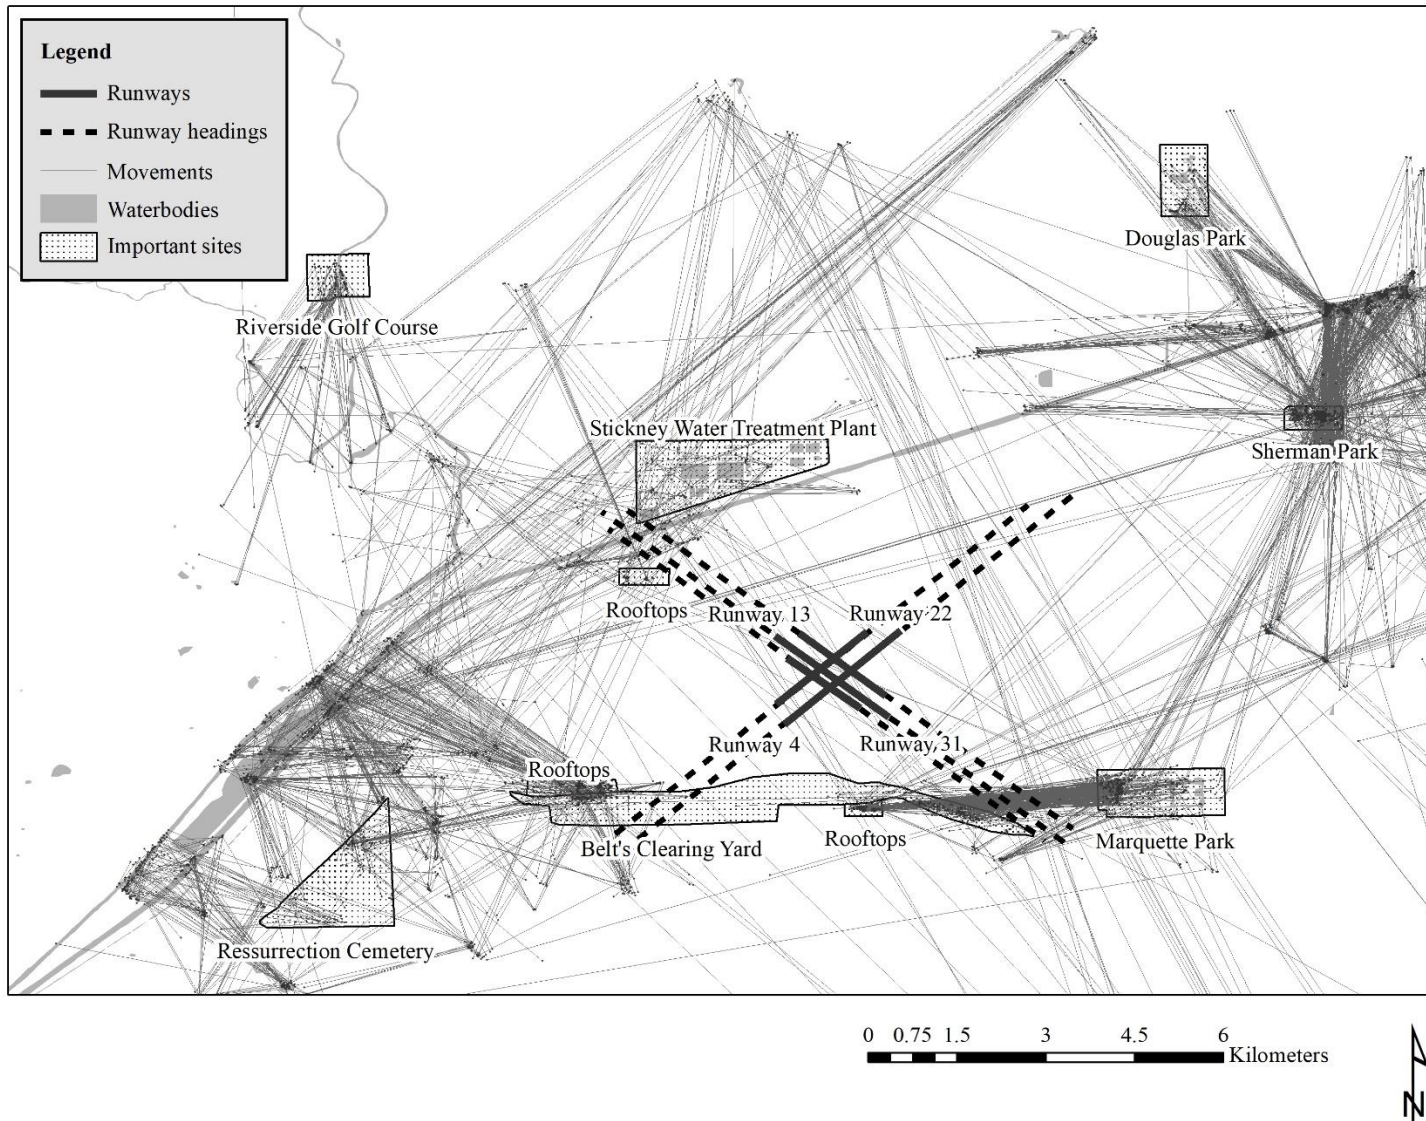 Legend
Runways
Runway headings
Movements
Waterbodies
Important sites
Douglas Park
Riverside Golf Course
Stickney Water Treatment Plant
Sherman Park
Rooftops
Runway 13
Runway 22
Runway 4
Runway 31
Rooftops
Belt's Clearing Yard
Rooftops
Marquette Park
Ressurrection Cemetery
0 0.75 1.5 3 4.5 6
Kilometers
N